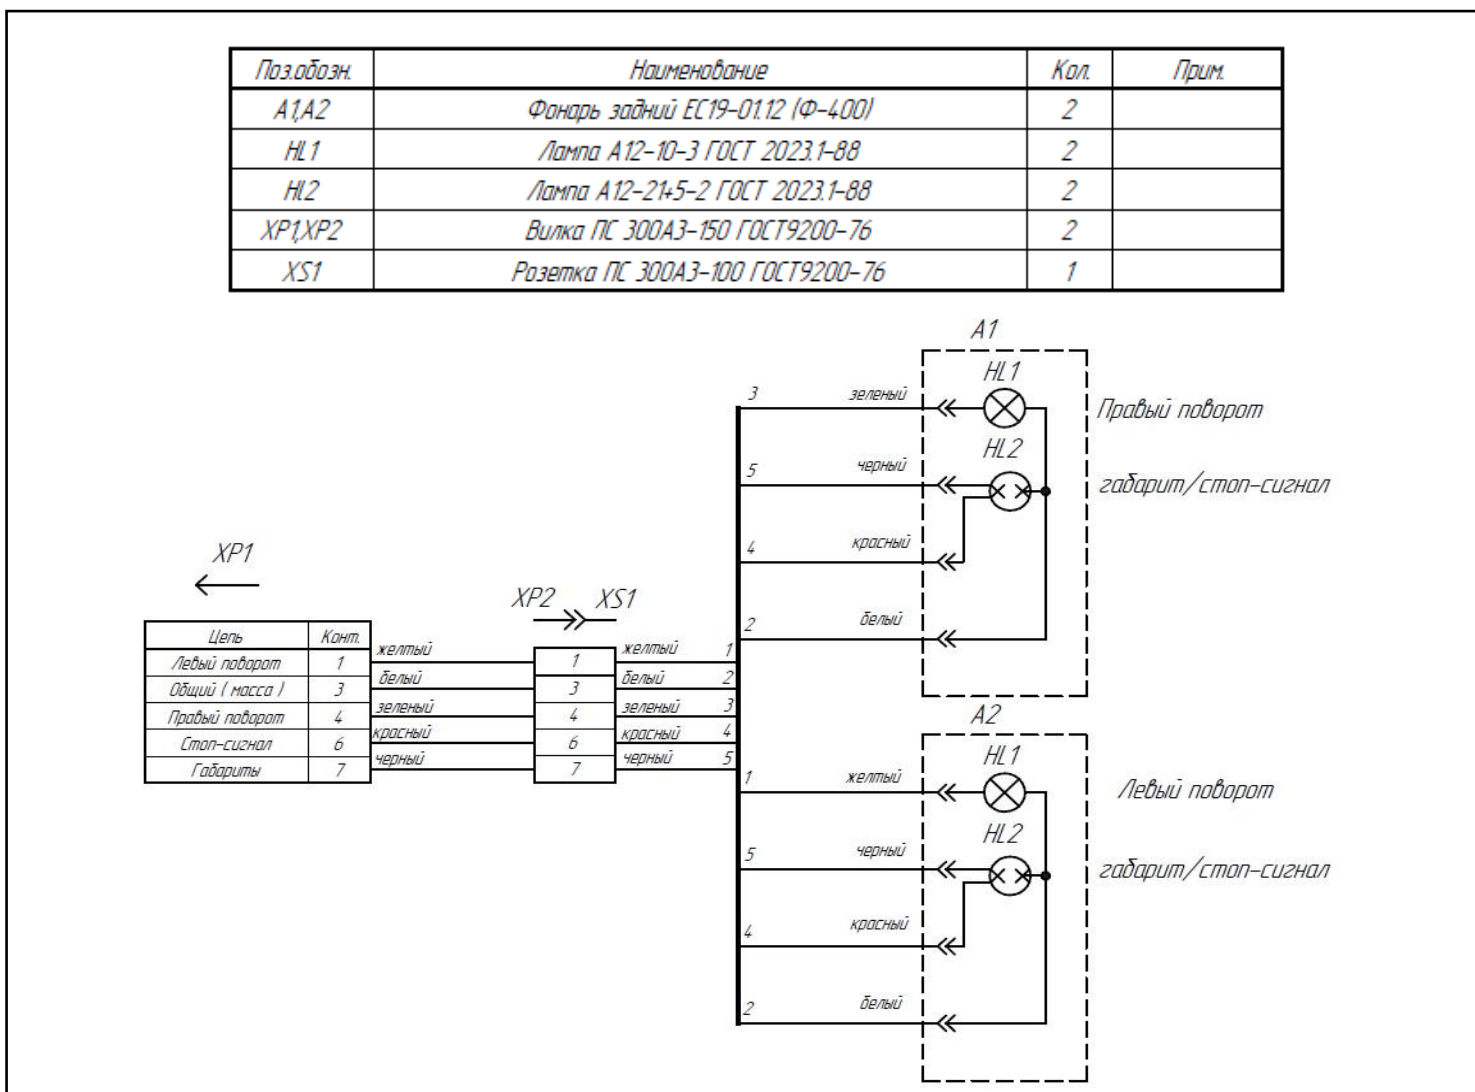 Поз.обозн. Наименование Кол. Прим.
А1,А2 Фонарь задний ЕС19-01.12 (Ф-400) 2
HL1 Лампа А12-10-3 ГОСТ 2023.1-88 2
HL2 Лампа А12-21+5-2 ГОСТ 2023.1-88 2
XP1,XP2 Вилка ПС 300А3-150 ГОСТ9200-76 2
XS1 Розетка ПС 300А3-100 ГОСТ9200-76 1
А1
HL1
3 зеленый
Правый поворот
HL2
5 черный
габарит/стоп-сигнал
4 красный
2 белый
XP1
XP2 XS1
Цепь Конт.
Левый поворот 1 желтый 1 желтый 1
Общий ( масса ) 3 белый 3 белый 2
Правый поворот 4 зеленый 4 зеленый 3
Стоп-сигнал 6 красный 6 красный 4
Габариты 7 черный 7 черный 5
А2
HL1
1 желтый
Левый поворот
HL2
5 черный
габарит/стоп-сигнал
4 красный
2 белый